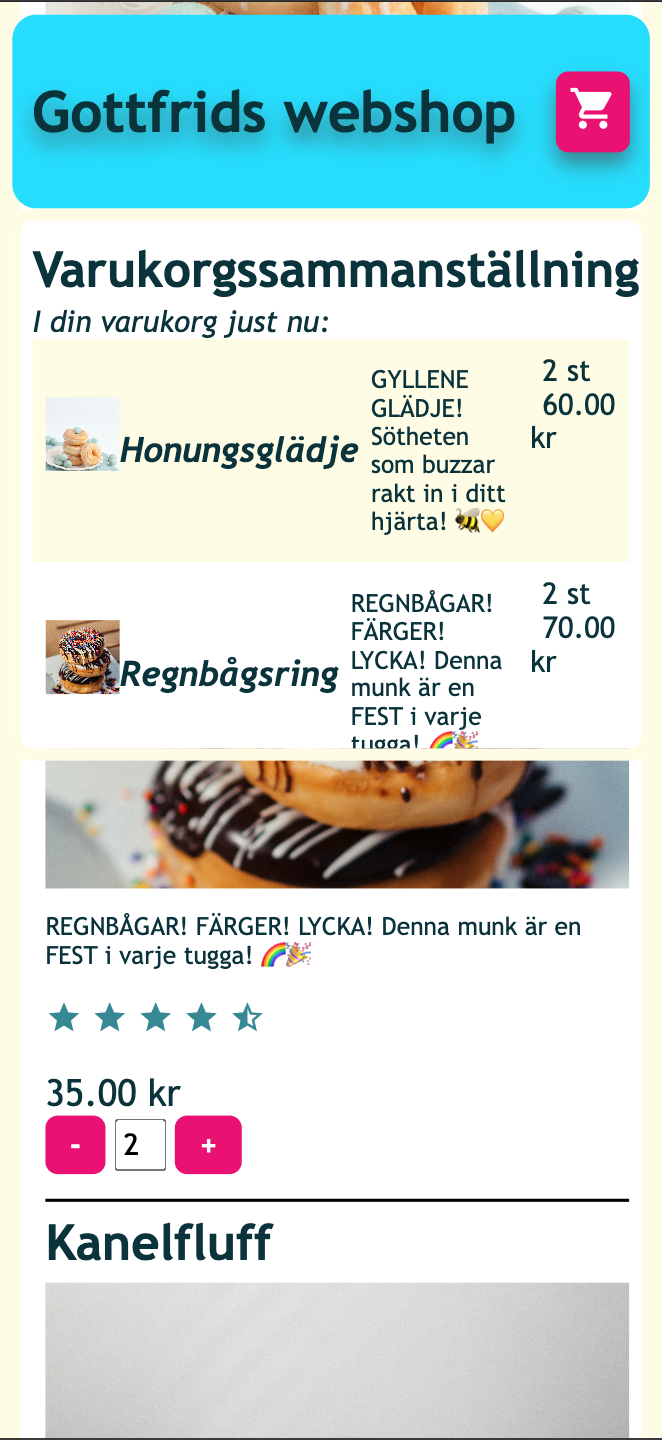 Gottfrids webshop
Varukorgssammanställning
I din varukorg just nu:
Honungsglädje
GYLLENE
GLÄDJE!
Sötheten
som buzzar
rakt in i ditt
hjärta! 🐝💛
2 st
60.00
kr
Regnbågsring
REGNBÅGAR!
FÄRGER!
LYCKA! Denna
munk är en
FEST i varje
tugga! 🌈🎉
2 st
70.00
kr
REGNBÅGAR! FÄRGER! LYCKA! Denna munk är en
FEST i varje tugga! 🌈🎉
35.00 kr
- 2 +
Kanelfluff